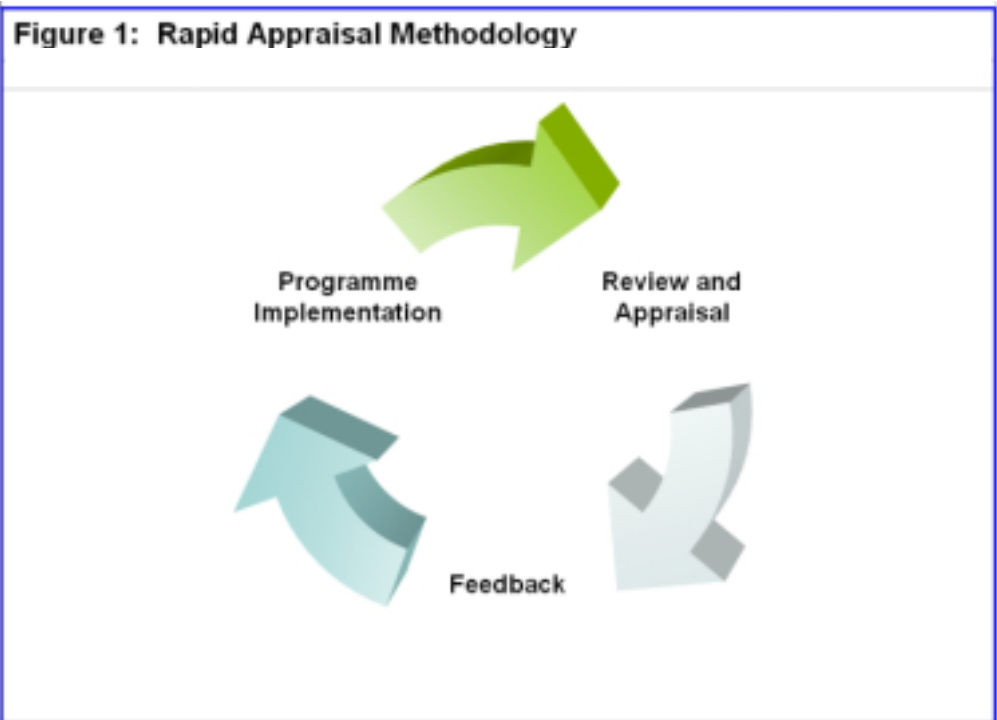 Figure 1:  Rapid Appraisal Methodology
Programme
Implementation
Review and
Appraisal
Feedback